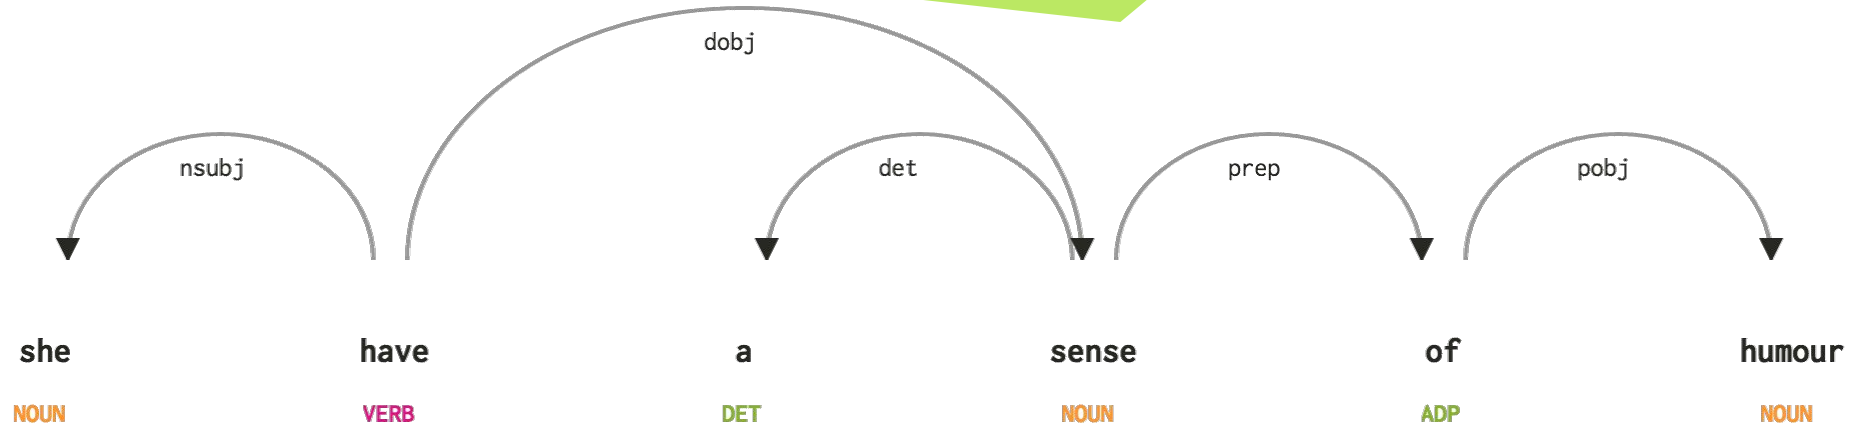 dobj
nsubj det prep pobj
she have a sense of humour
NOUN VERB DET NOUN ADP NOUN